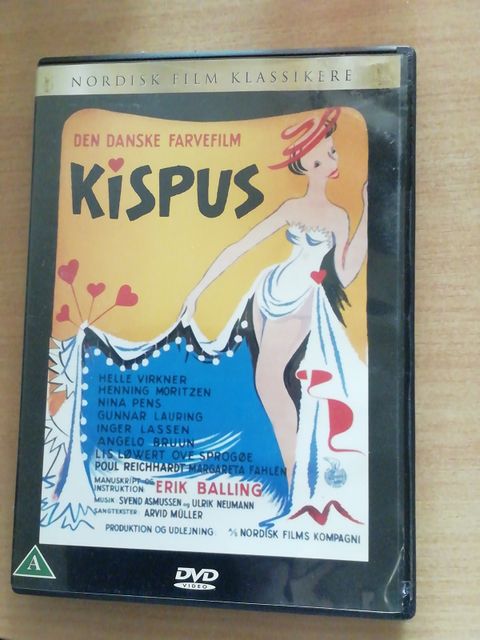 NORDISK FILM KLASSIKERE
DEN DANSKE FARVEFILM
KiSPUS
HELLE VIRKNER
HENNING MORITZEN
NINA PENS
GUNNAR LAURING
INGER LASSEN
ANGELO BRUUN
LIS LØWERT OVE SPROGØE
POUL REICHHARDT MARGARETA FAHLEN
MANUSKRIPT OG
INSTRUKTION ERIK BALLING
MUSIK SVEND ASMUSSEN og ULRIK NEUMANN
SANGTEKSTER ARVID MÜLLER
PRODUKTION OG UDLEJNING A/S NORDISK FILMS KOMPAGNI
A
DVD
VIDEO